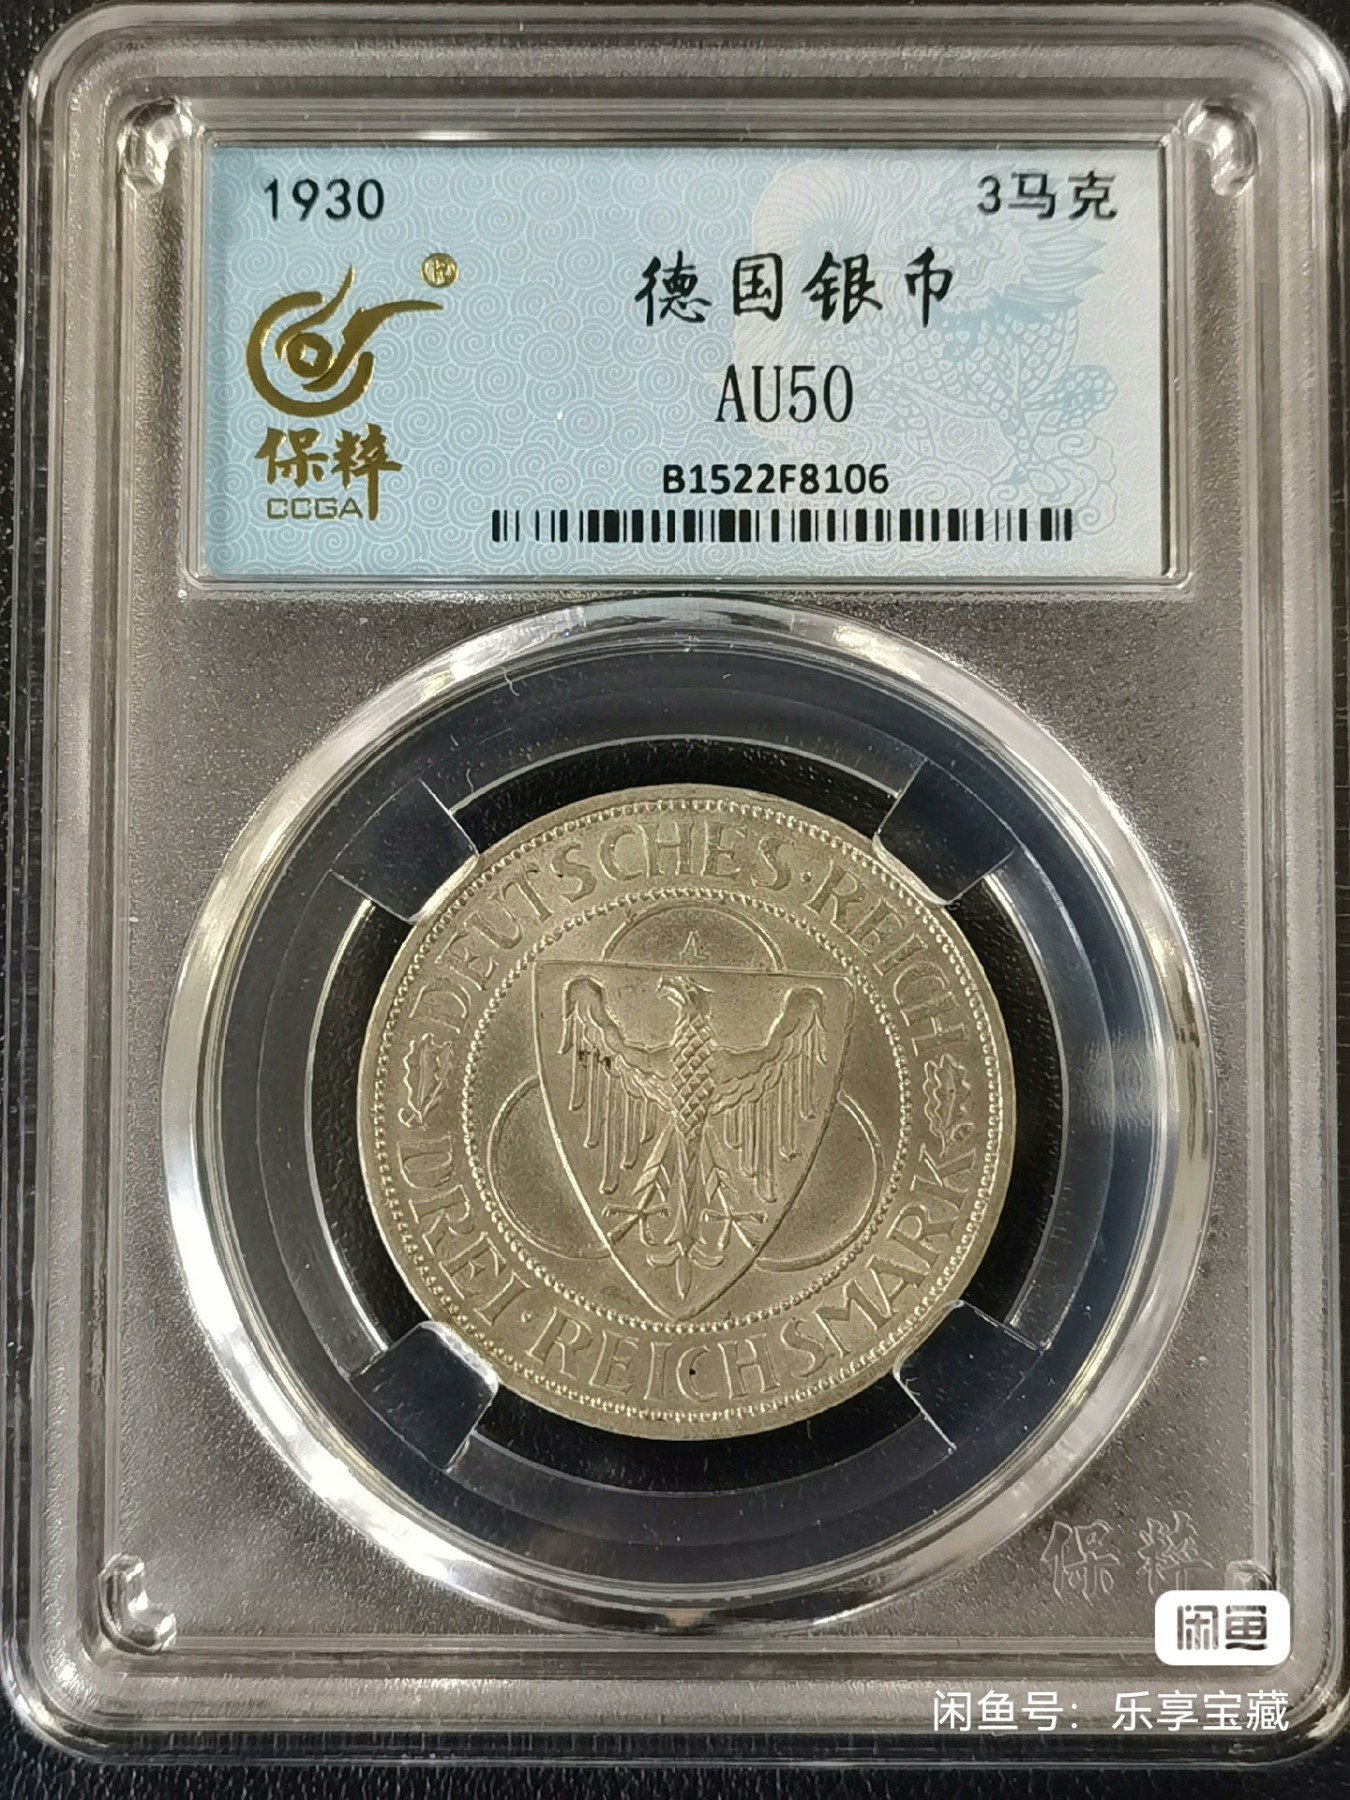 1930
3马克
德国银币
AU50
B1522F8106
®
保粹
CCGA
DEUTSCHES·REICH
A
DREI·REICHSMARK
保粹
闲鱼
闲鱼号：乐享宝藏